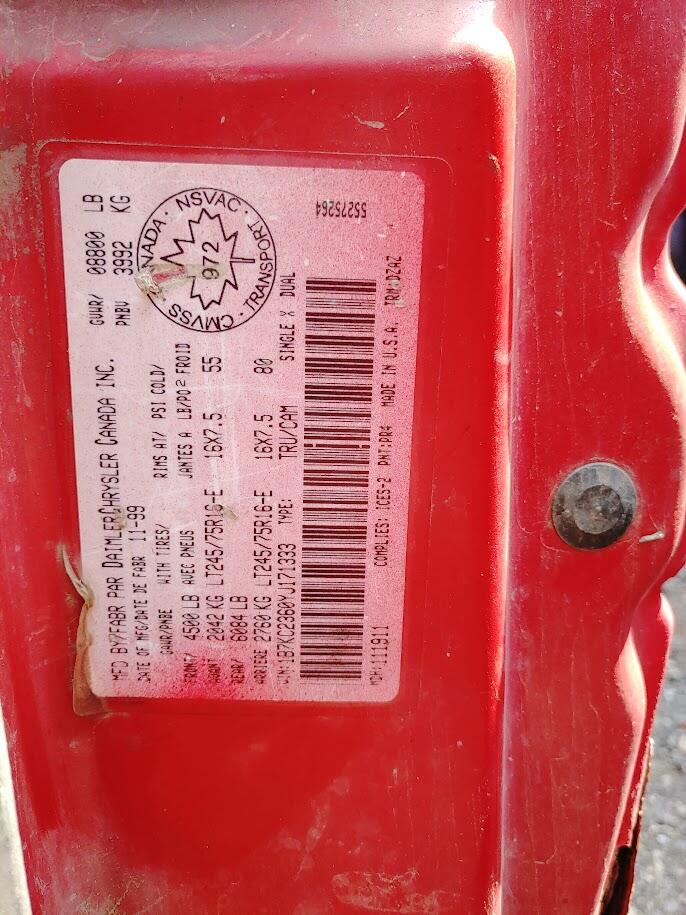 MFD BY/FABR PAR DAIMLERCHRYSLER CANADA INC.
DATE OF MFG/DATE DE FABR 11-99
GVWR/ 08800 LB
PNBV 3992 KG
GAWR/PNBE WITH TIRES/ RIMS AT/ PSI COLD/
AVEC PNEUS JANTES A LB/PO2 FROID
FRONT/ 4500 LB
AVANT 2042 KG LT245/75R16-E 16X7.5 55
REAR/ 6084 LB
ARRIERE 2760 KG LT245/75R16-E 16X7.5 80
VIN:1B7KC2360YJ171333 TYPE: TRU/CAM SINGLE X DUAL
MDH:111911 COMPLIES: ICES-2 PNT:PR4 MADE IN U.S.A. TRM:DZAZ
CANADA · NSVAC · TRANSPORT · CMVSS
972
55275264